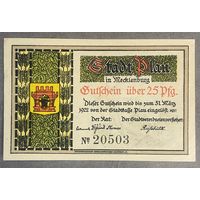 Stadt Plau
in Mecklenburg
Gutschein über 25 Pfg.
Dieser Gutschein wird bis zum 31. März
1922 von der Stadtkasse Plau eingelöst
Der Rat: Der Stadtverordnetenvorsteher:
No 20503